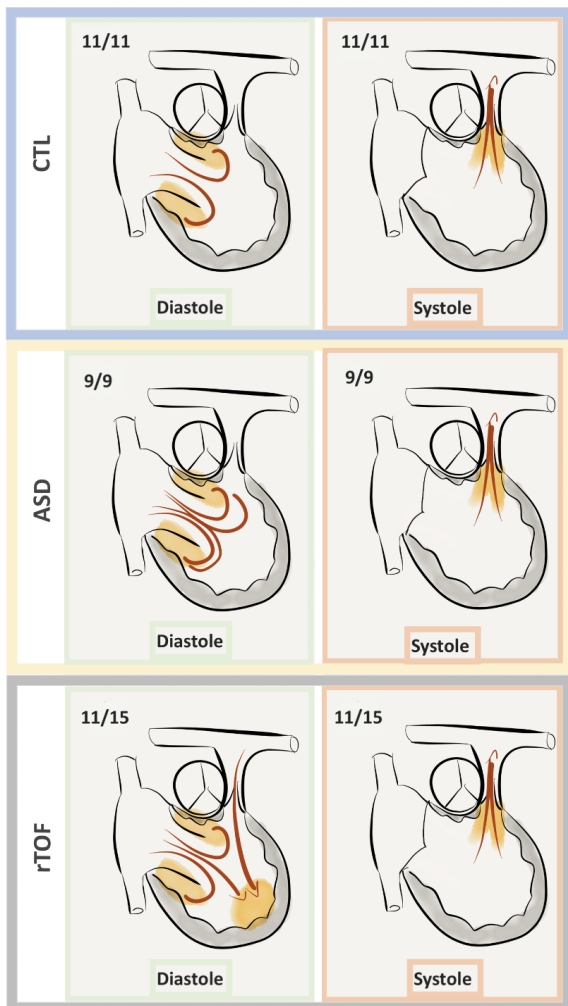 CTL
11/11
Diastole
11/11
Systole
ASD
9/9
Diastole
9/9
Systole
rTOF
11/15
Diastole
11/15
Systole